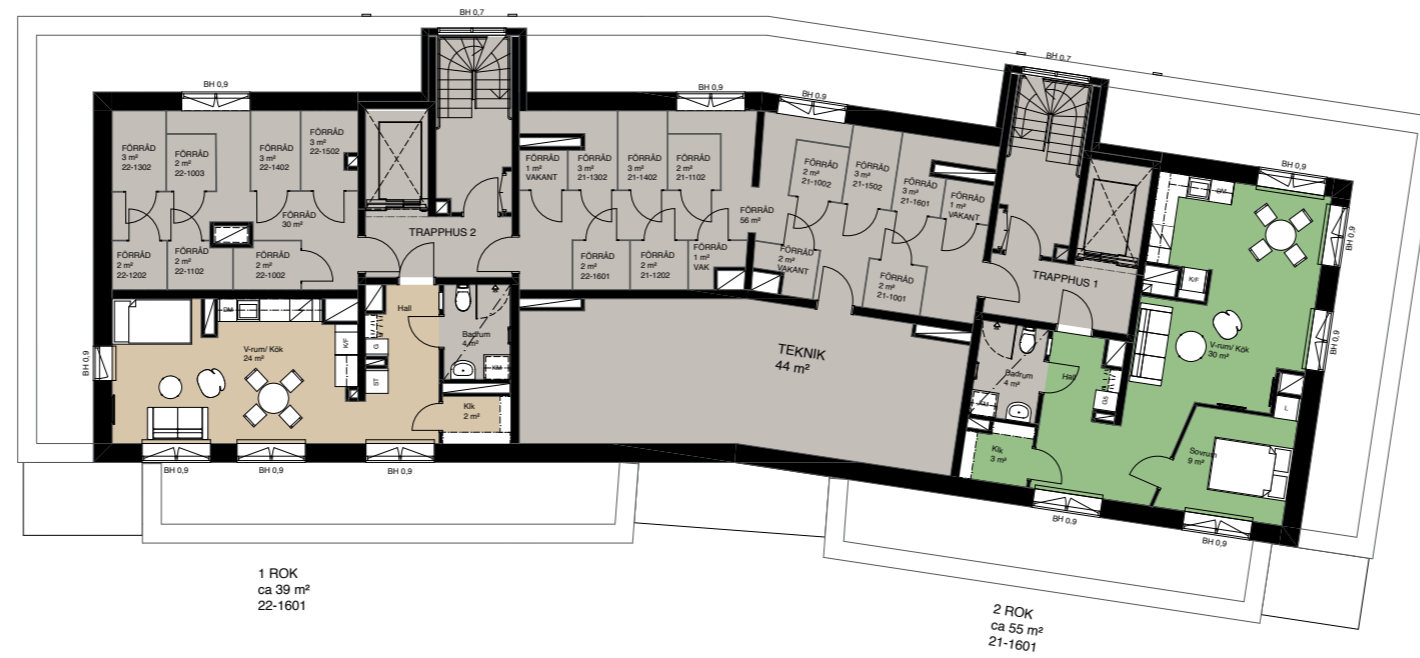 BH 0,7
BH 0,7
BH 0,9
BH 0,9
BH 0,9
BH 0,9
FÖRRÅD
3 m²
22-1302
FÖRRÅD
2 m²
22-1003
FÖRRÅD
3 m²
22-1402
FÖRRÅD
3 m²
22-1502
FÖRRÅD
30 m²
FÖRRÅD
2 m²
22-1202
FÖRRÅD
2 m²
22-1102
FÖRRÅD
2 m²
22-1002
TRAPPHUS 2
FÖRRÅD
1 m²
VAKANT
FÖRRÅD
3 m²
21-1302
FÖRRÅD
3 m²
21-1402
FÖRRÅD
2 m²
21-1102
FÖRRÅD
56 m²
FÖRRÅD
2 m²
22-1601
FÖRRÅD
2 m²
21-1202
FÖRRÅD
1 m²
VAK
FÖRRÅD
2 m²
21-1002
FÖRRÅD
3 m²
21-1502
FÖRRÅD
3 m²
21-1601
FÖRRÅD
1 m²
VAKANT
FÖRRÅD
2 m²
VAKANT
FÖRRÅD
2 m²
21-1001
TRAPPHUS 1
DM
K/F
BH 0,9
BH 0,9
V-rum/ Kök
30 m²
L
Sovrum
9 m²
Hall
GS
Badrum
4 m²
KM
Klk
3 m²
BH 0,9
BH 0,9
TEKNIK
44 m²
BH 0,9
DM
V-rum/ Kök
24 m²
K/F
G
ST
Hall
Badrum
4 m²
KM
Klk
2 m²
BH 0,9
BH 0,9
BH 0,9
1 ROK
ca 39 m²
22-1601
2 ROK
ca 55 m²
21-1601